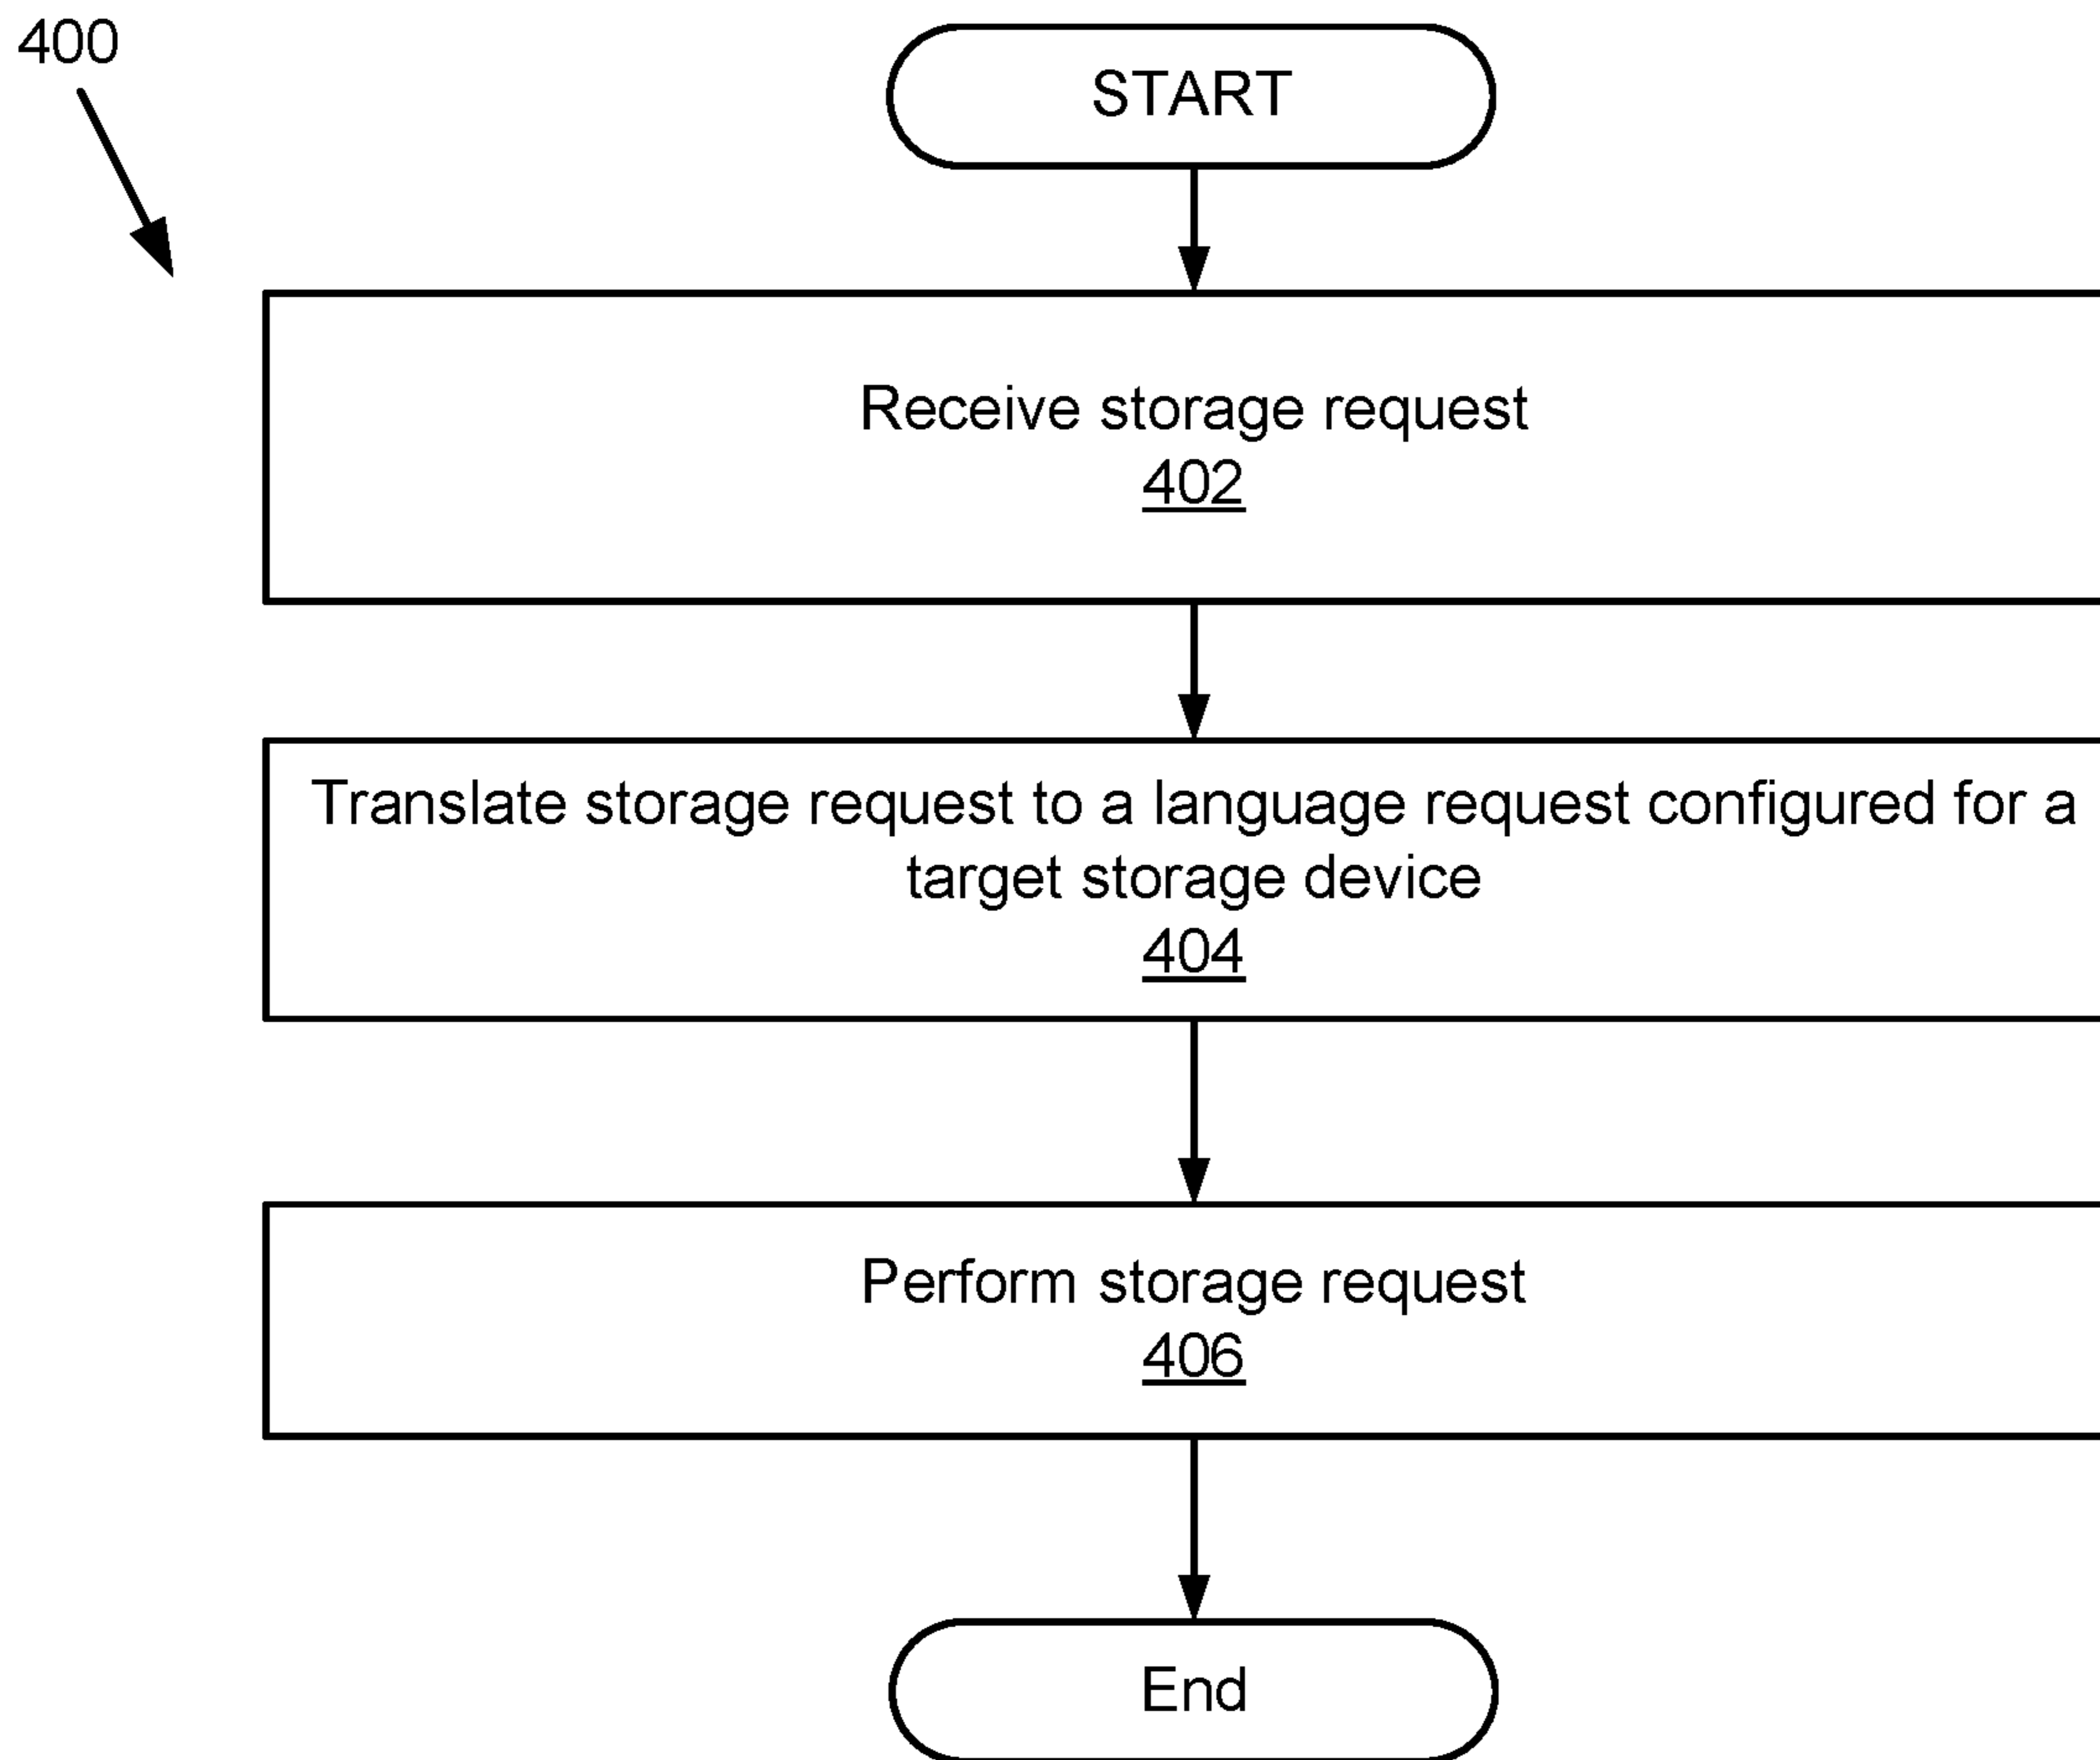 400
START
Receive storage request
402
Translate storage request to a language request configured for a
target storage device
404
Perform storage request
406
End